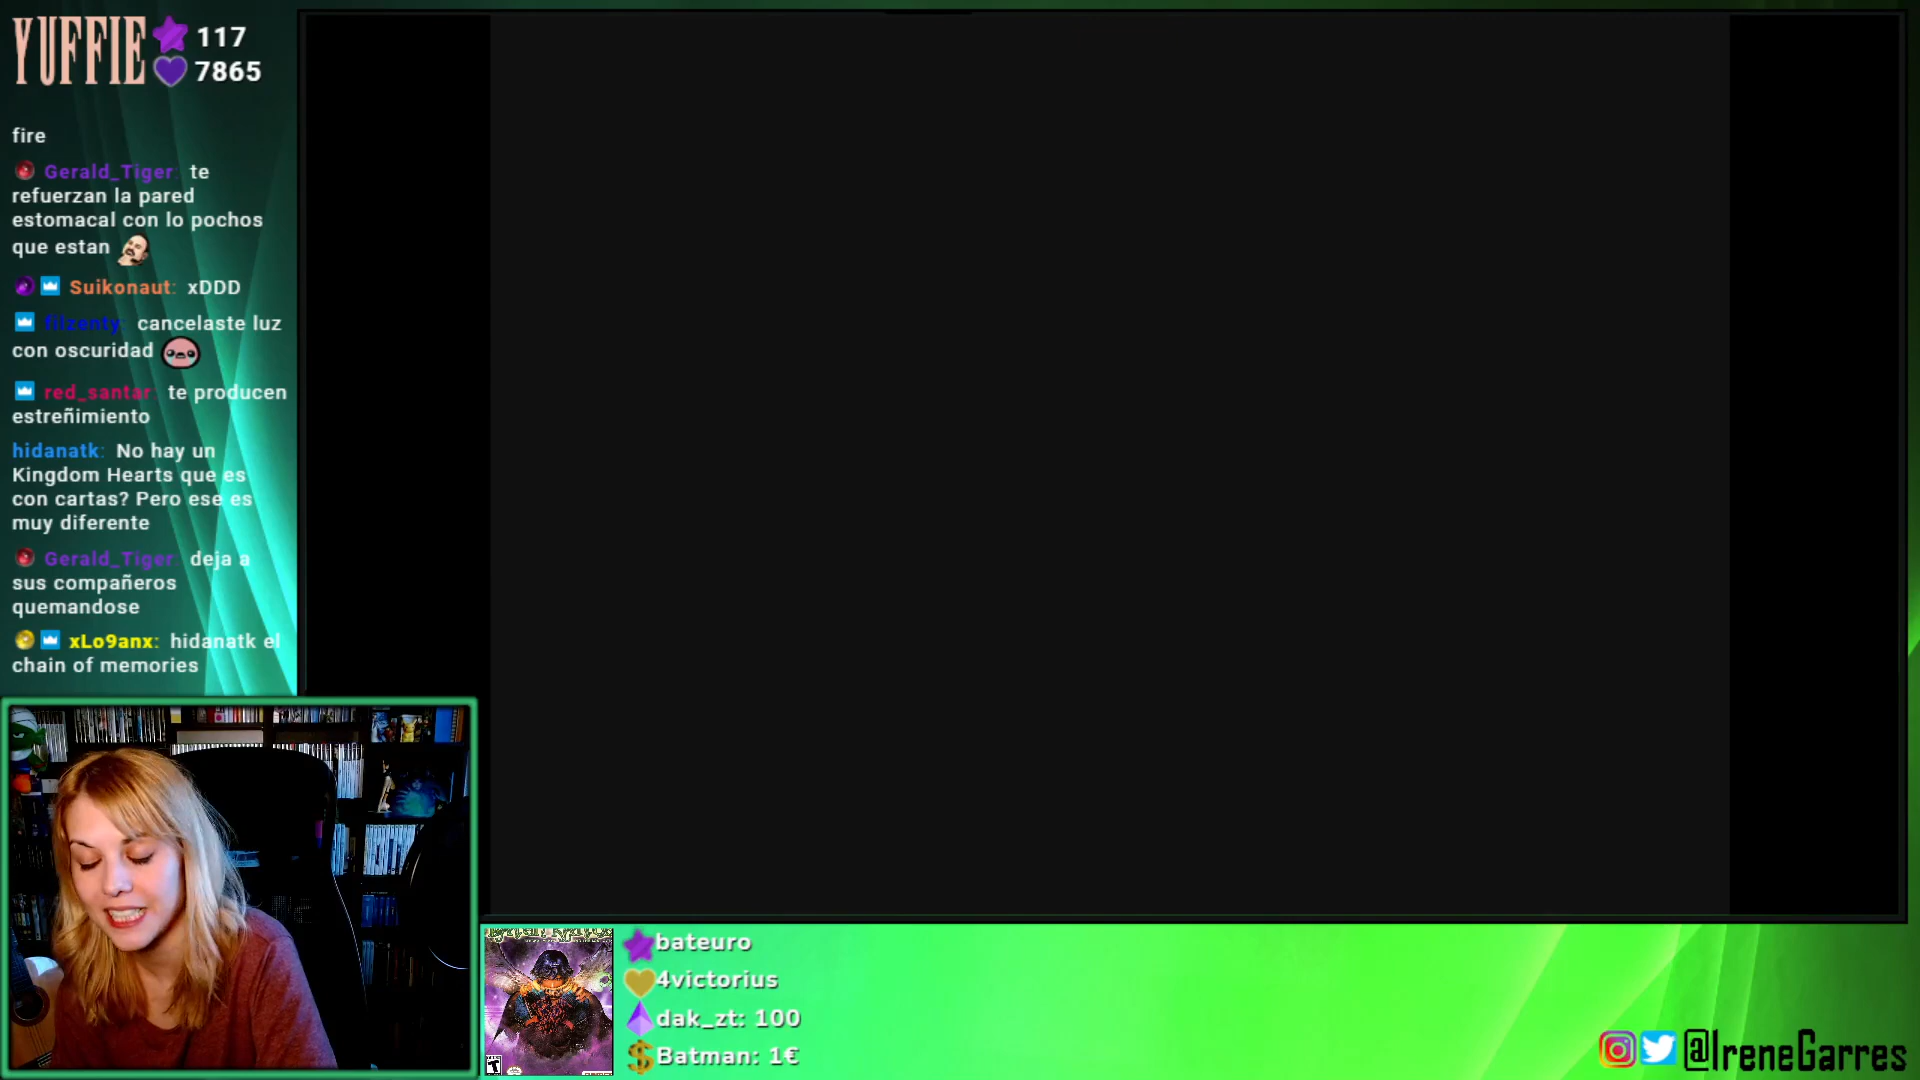 YUFFIE
117
7865
fire
Gerald_Tiger: te
refuerzan la pared
estomacal con lo pochos
que estan
Suikonaut: xDDD
filzenty: cancelaste luz
con oscuridad
red_santar: te producen
estreñimiento
hidanatk: No hay un
Kingdom Hearts que es
con cartas? Pero ese es
muy diferente
Gerald_Tiger: deja a
sus compañeros
quemandose
xLo9anx: hidanatk el
chain of memories
bateuro
4victorius
dak_zt: 100
Batman: 1€
T
@IreneGarres